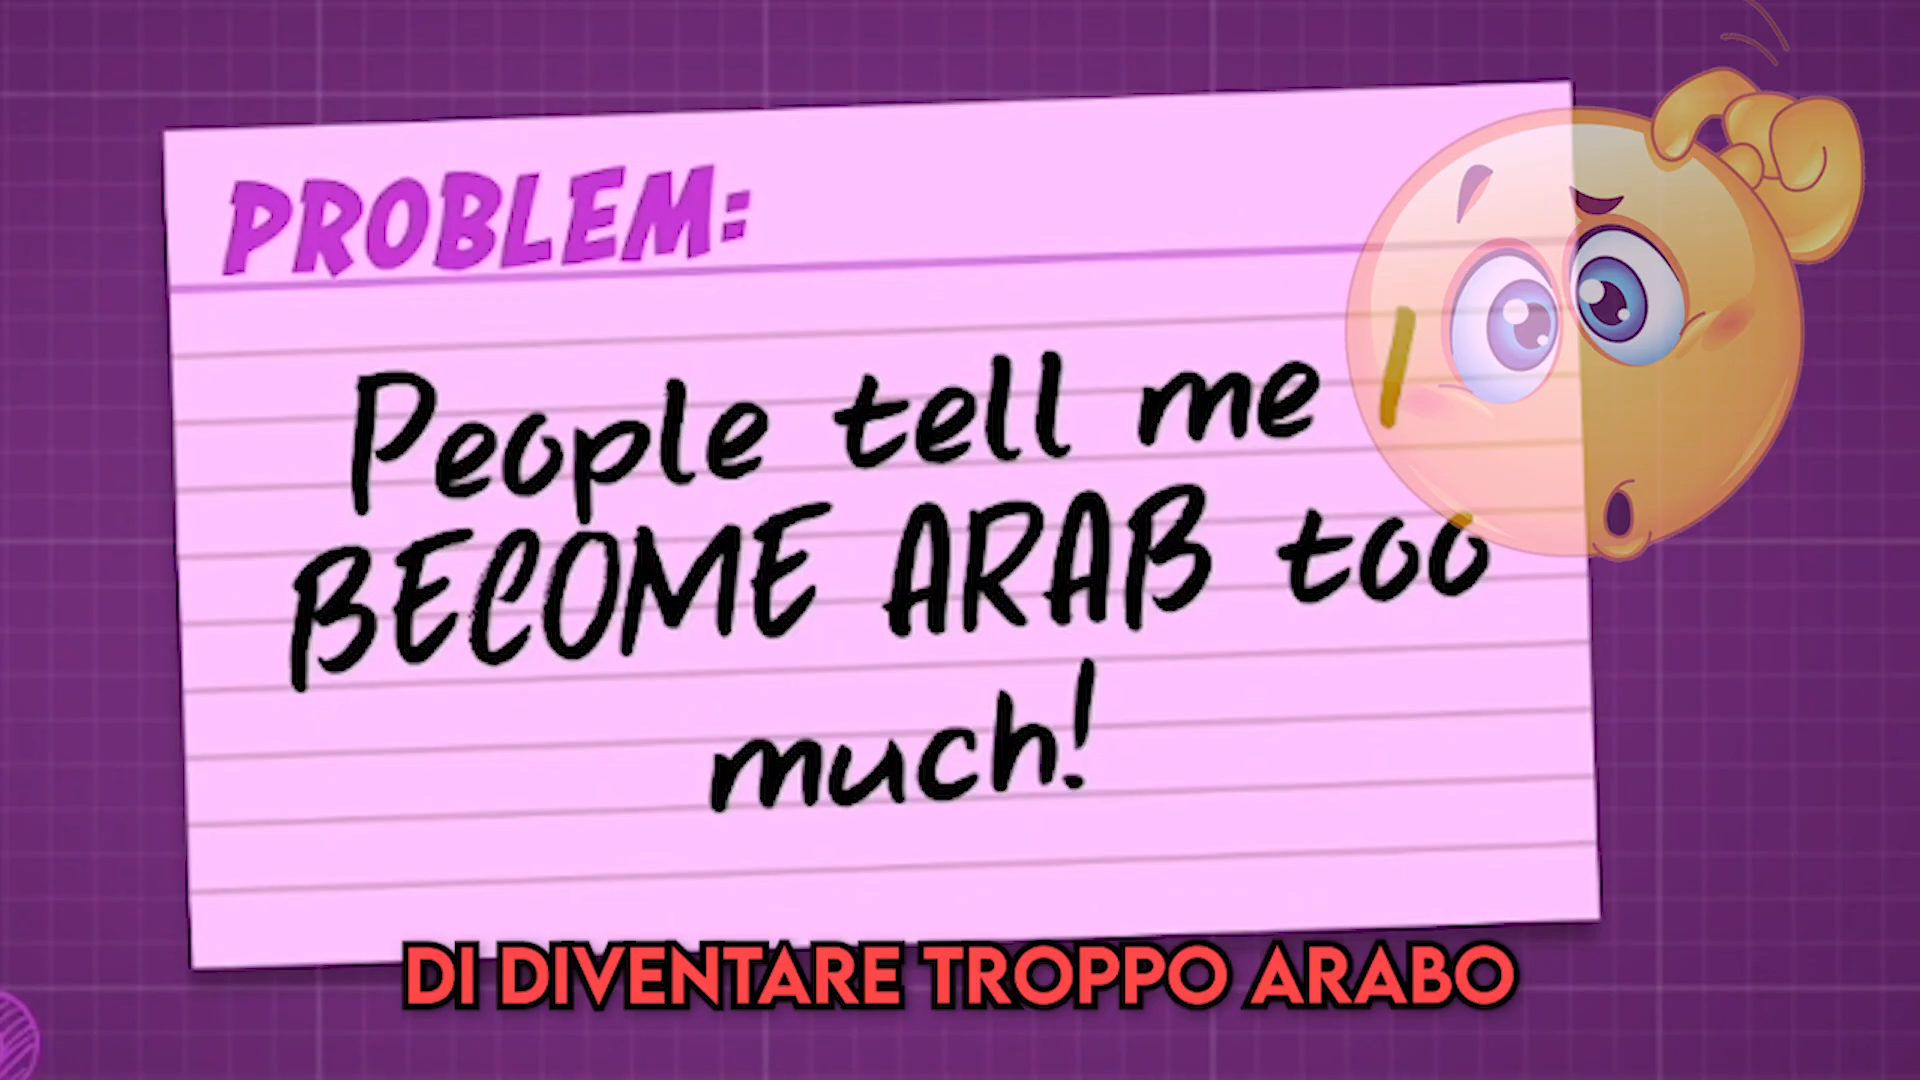 PROBLEM:
People tell me I
BECOME ARAB too
much!
DI DIVENTARE TROPPO ARABO